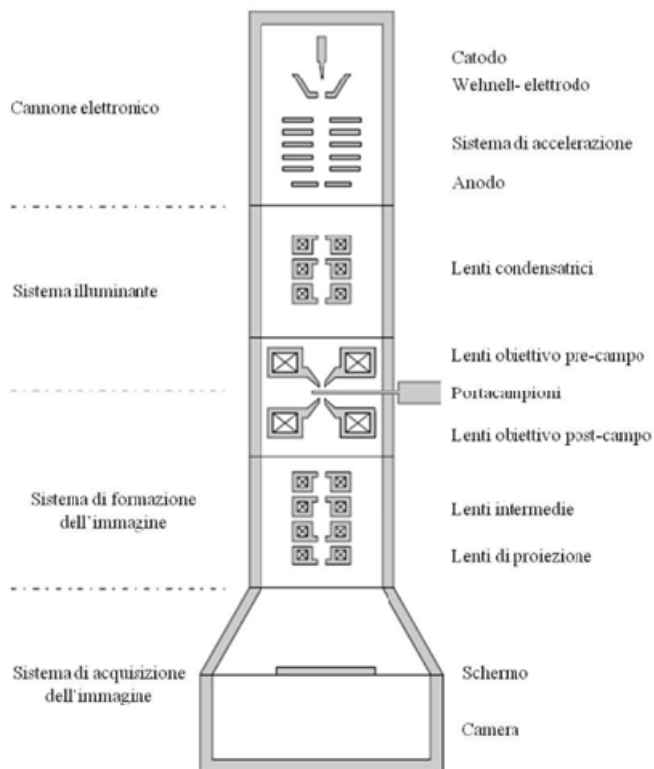 Catodo
Wehnelt- elettrodo
Cannone elettronico
Sistema di accelerazione
Anodo
Lenti condensatrici
Sistema illuminante
Lenti obiettivo pre-campo
Portacampioni
Lenti obiettivo post-campo
Sistema di formazione
dell'immagine
Lenti intermedie
Lenti di proiezione
Sistema di acquisizione
dell'immagine
Schermo
Camera